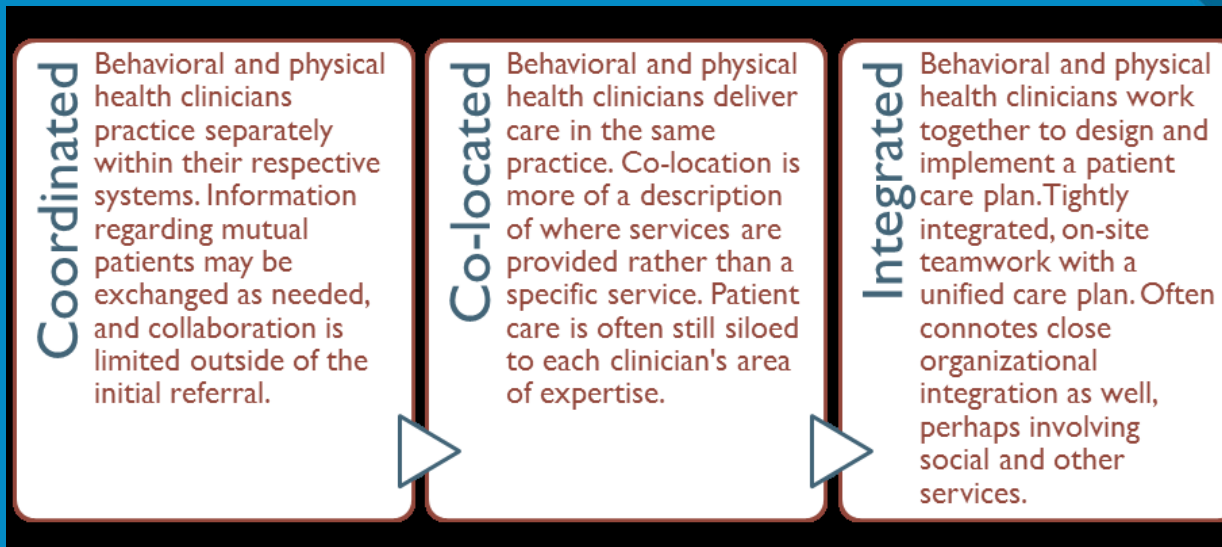 Coordinated
Behavioral and physical
health clinicians
practice separately
within their respective
systems. Information
regarding mutual
patients may be
exchanged as needed,
and collaboration is
limited outside of the
initial referral.
Co-located
Behavioral and physical
health clinicians deliver
care in the same
practice. Co-location is
more of a description
of where services are
provided rather than a
specific service. Patient
care is often still siloed
to each clinician's area
of expertise.
Integrated
Behavioral and physical
health clinicians work
together to design and
implement a patient
care plan. Tightly
integrated, on-site
teamwork with a
unified care plan. Often
connotes close
organizational
integration as well,
perhaps involving
social and other
services.